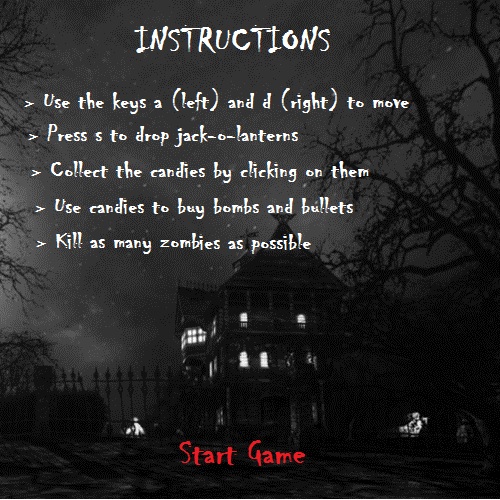 INSTRUCTIONS
> Use the keys a (left) and d (right) to move
> Press s to drop jack-o-lanterns
> Collect the candies by clicking on them
> Use candies to buy bombs and bullets
> Kill as many zombies as possible
Start Game